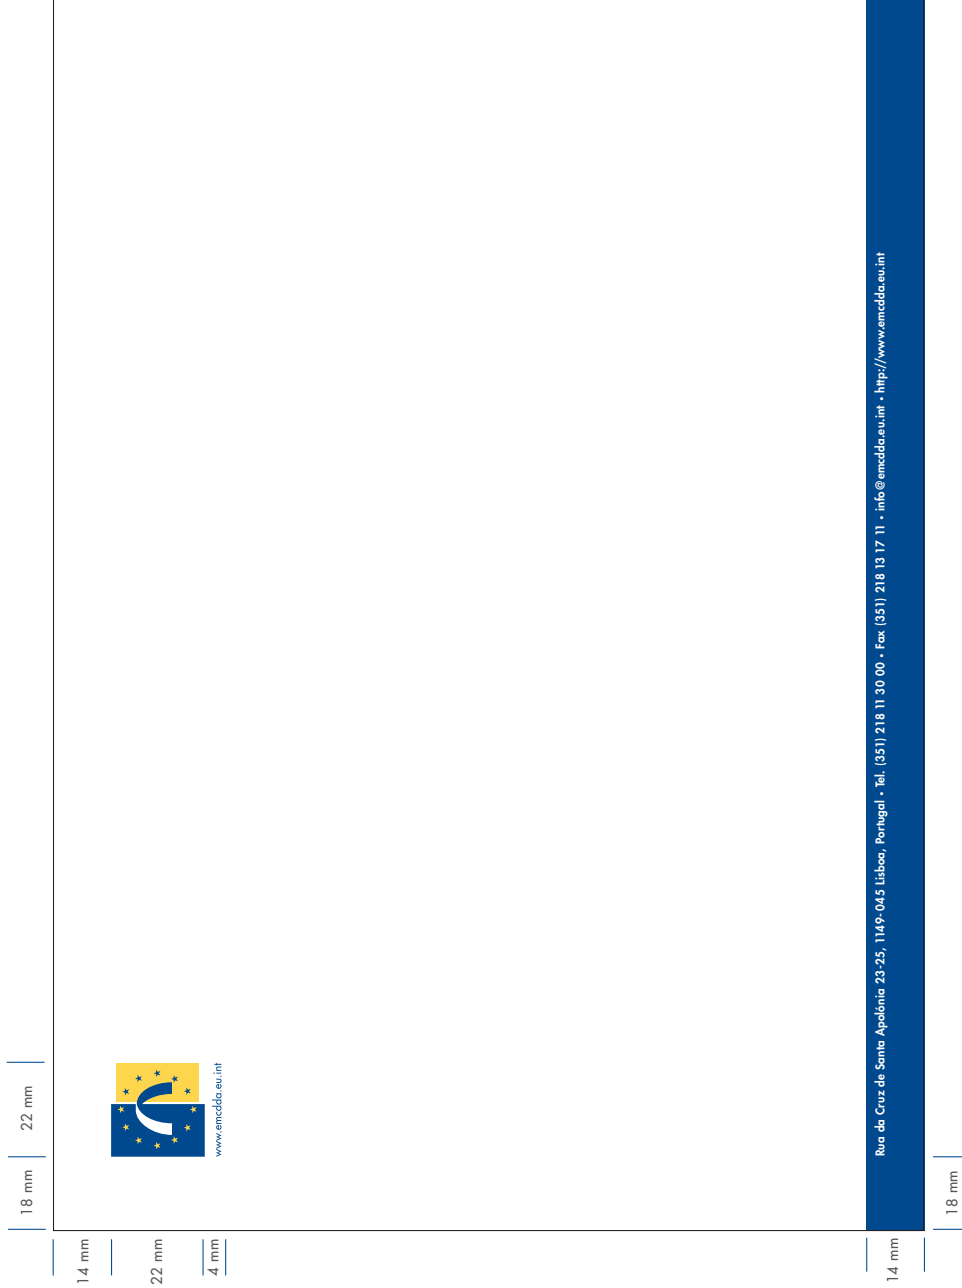 14 mm
22 mm
4 mm
22 mm
18 mm
www.emcdda.eu.int
Rua da Cruz de Santa Apolónia 23-25, 1149-045 Lisboa, Portugal • Tel. (351) 218 11 30 00 • Fax (351) 218 13 17 11 • info@emcdda.eu.int • http://www.emcdda.eu.int
18 mm
14 mm